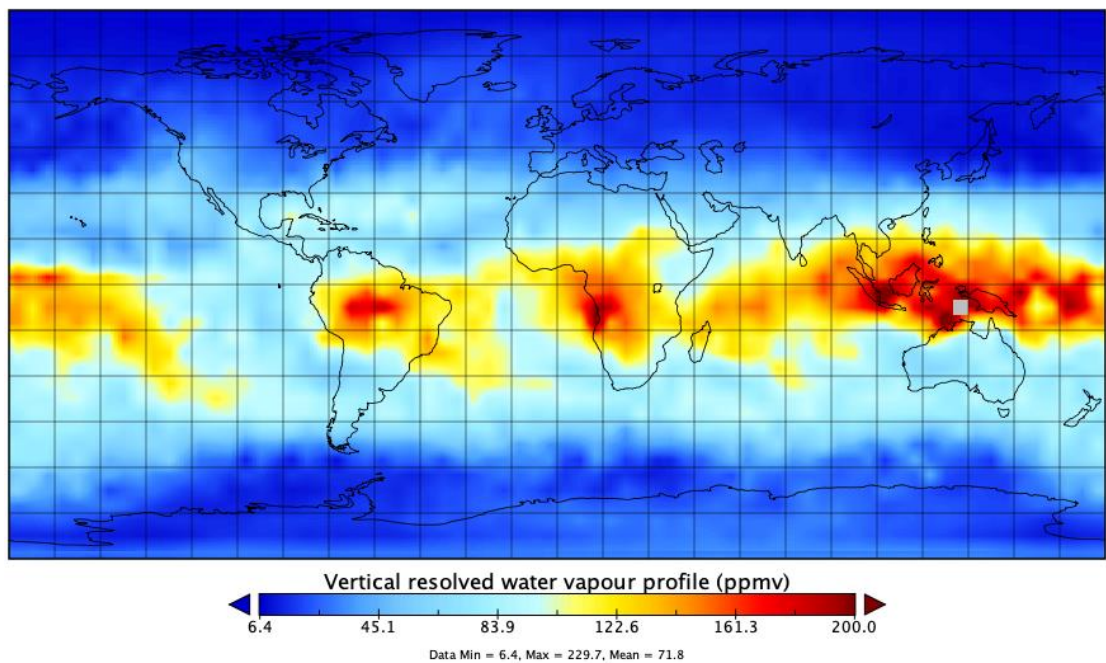 Vertical resolved water vapour profile (ppmv)
6.4 45.1 83.9 122.6 161.3 200.0
Data Min = 6.4, Max = 229.7, Mean = 71.8